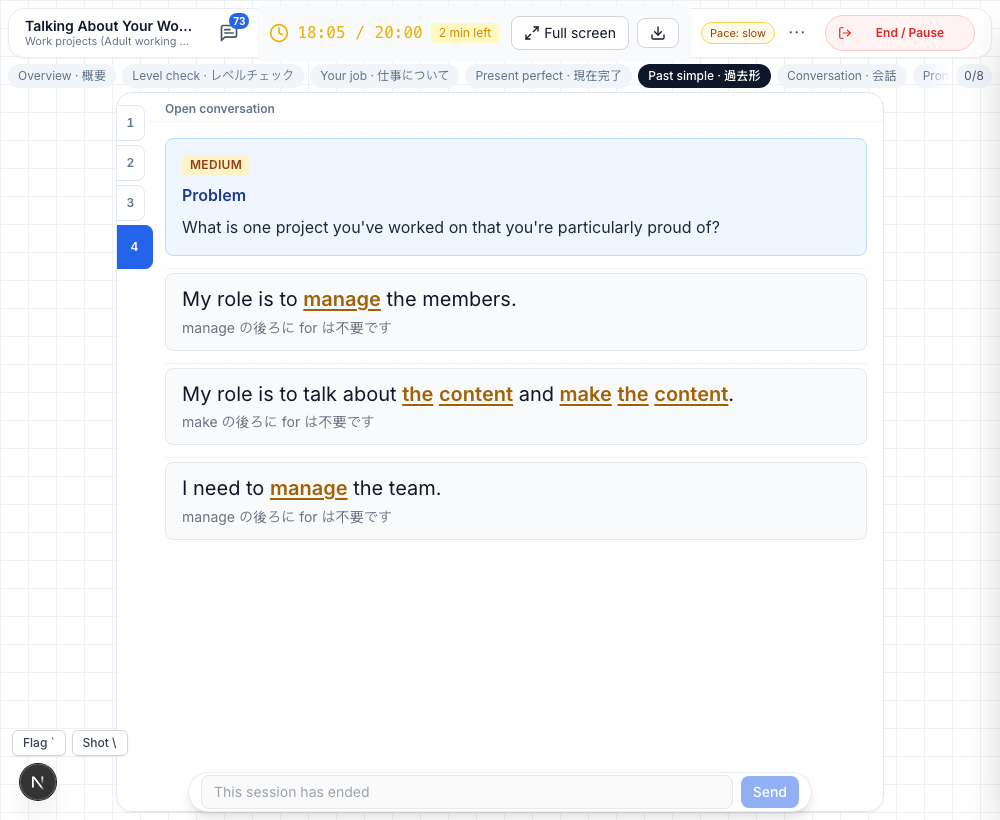 Talking About Your Wo...
Work projects (Adult working ...
73
18:05 / 20:00
2 min left
Full screen
Pace: slow
...
End / Pause
Overview · 概要
Level check · レベルチェック
Your job · 仕事について
Present perfect · 現在完了
Past simple · 過去形
Conversation · 会話
Pron
0/8
1
2
3
4
Open conversation
MEDIUM
Problem
What is one project you've worked on that you're particularly proud of?
My role is to manage the members.
manage の後ろに for は不要です
My role is to talk about the content and make the content.
make の後ろに for は不要です
I need to manage the team.
manage の後ろに for は不要です
Flag `
Shot \
N
This session has ended
Send